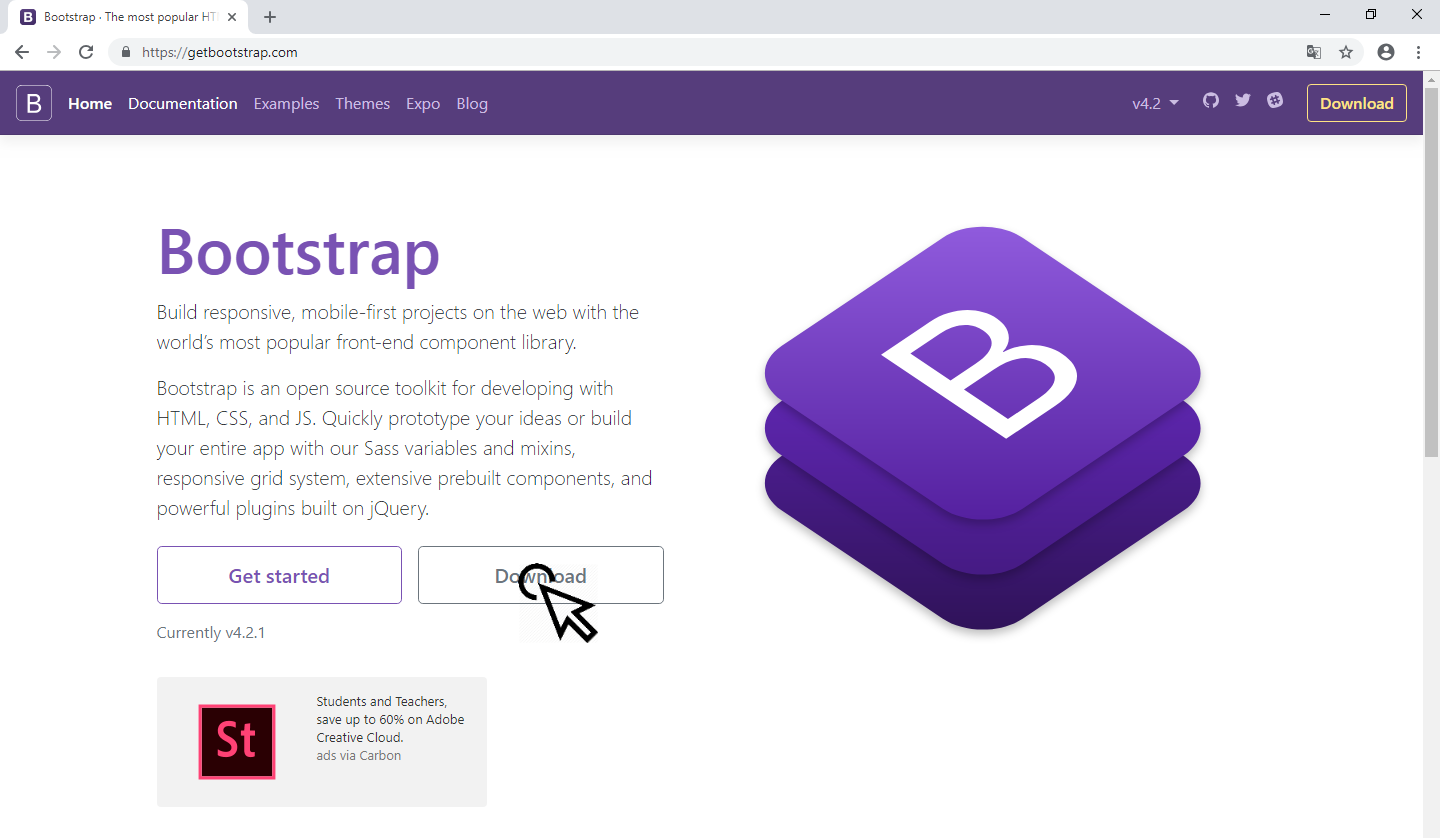 Bootstrap · The most popular HT
https://getbootstrap.com
B Home Documentation Examples Themes Expo Blog v4.2 Download
Bootstrap
Build responsive, mobile-first projects on the web with the
world's most popular front-end component library.
Bootstrap is an open source toolkit for developing with
HTML, CSS, and JS. Quickly prototype your ideas or build
your entire app with our Sass variables and mixins,
responsive grid system, extensive prebuilt components, and
powerful plugins built on jQuery.
Get started Download
Currently v4.2.1
St
Students and Teachers,
save up to 60% on Adobe
Creative Cloud.
ads via Carbon
B